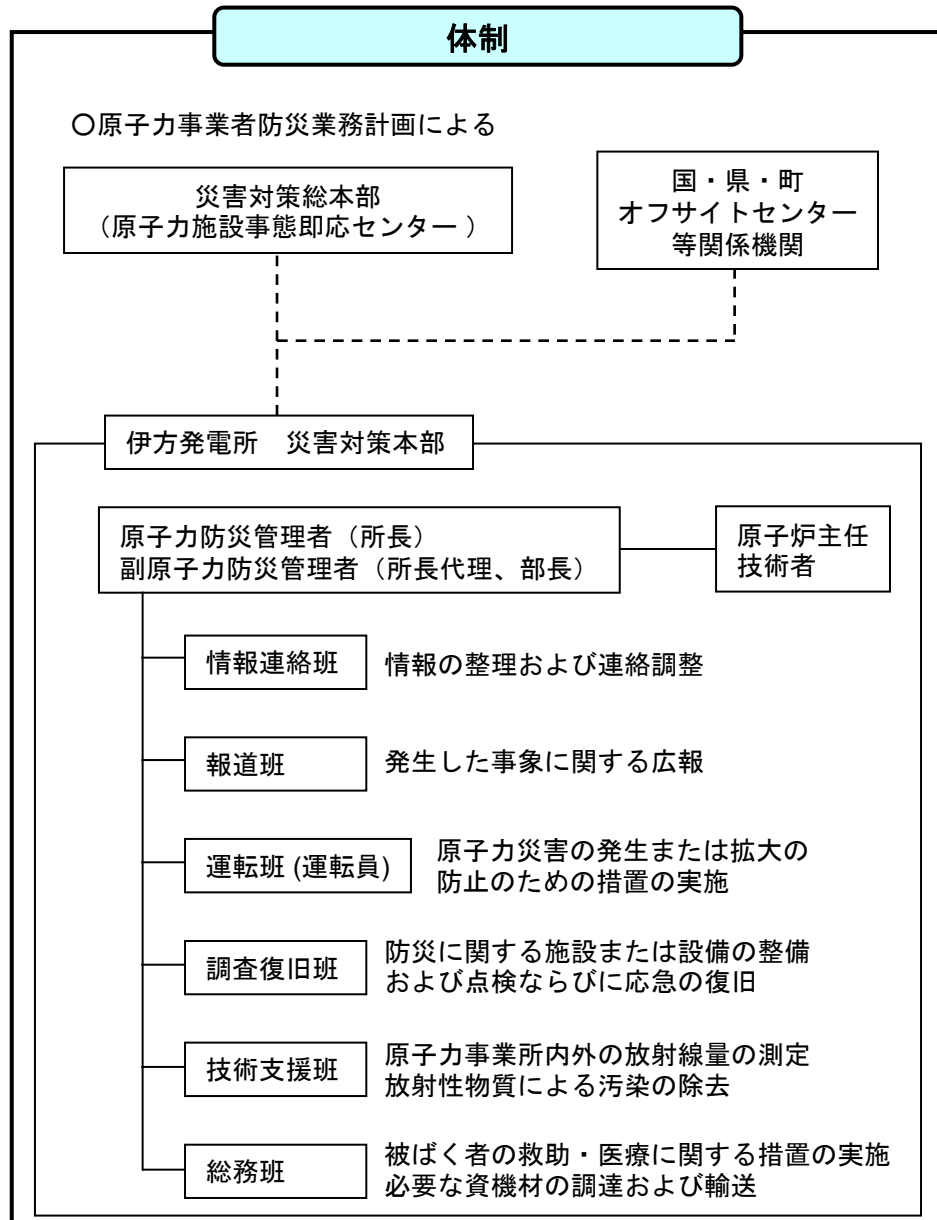 体制
〇原子力事業者防災業務計画による
災害対策総本部
（原子力施設事態即応センター ）
国・県・町
オフサイトセンター
等関係機関
伊方発電所　災害対策本部
原子力防災管理者（所長）
副原子力防災管理者（所長代理、部長）
原子炉主任
技術者
情報連絡班
情報の整理および連絡調整
報道班
発生した事象に関する広報
運転班 (運転員)
原子力災害の発生または拡大の
防止のための措置の実施
調査復旧班
防災に関する施設または設備の整備
および点検ならびに応急の復旧
技術支援班
原子力事業所内外の放射線量の測定
放射性物質による汚染の除去
総務班
被ばく者の救助・医療に関する措置の実施
必要な資機材の調達および輸送